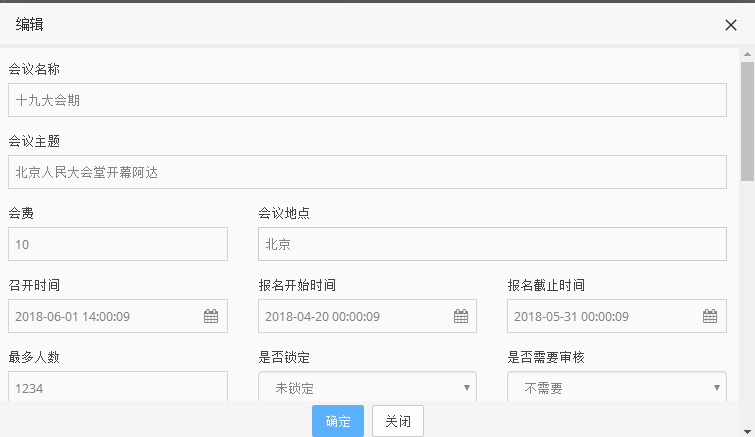 编辑
会议名称
十九大会期
会议主题
北京人民大会堂开幕阿达
会费 会议地点
10 北京
召开时间 报名开始时间 报名截止时间
2018-06-01 14:00:09 2018-04-20 00:00:09 2018-05-31 00:00:09
最多人数 是否锁定 是否需要审核
1234 未锁定 不需要
确定 关闭